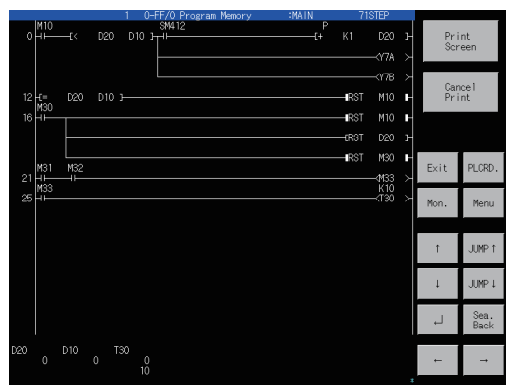 1 0-FF/0 Program Memory :MAIN 71STEP
M10 SM412 P
0 [< D20 D10 ] [+ K1 D20 ]
<Y7A >
<Y7B >
12 [= D20 D10 ] [RST M10 ]
M30
16 [RST M10 ]
[RST D20 ]
[RST M30 ]
M31 M32
21 <M33 >
M33 K10
25 <T30 >
D20 D10 T30
0 0 0
10
*
Print
Screen
Cancel
Print
Exit PLCRD.
Mon. Menu
↑ JUMP↑
↓ JUMP↓
↵ Sea.
Back
← →